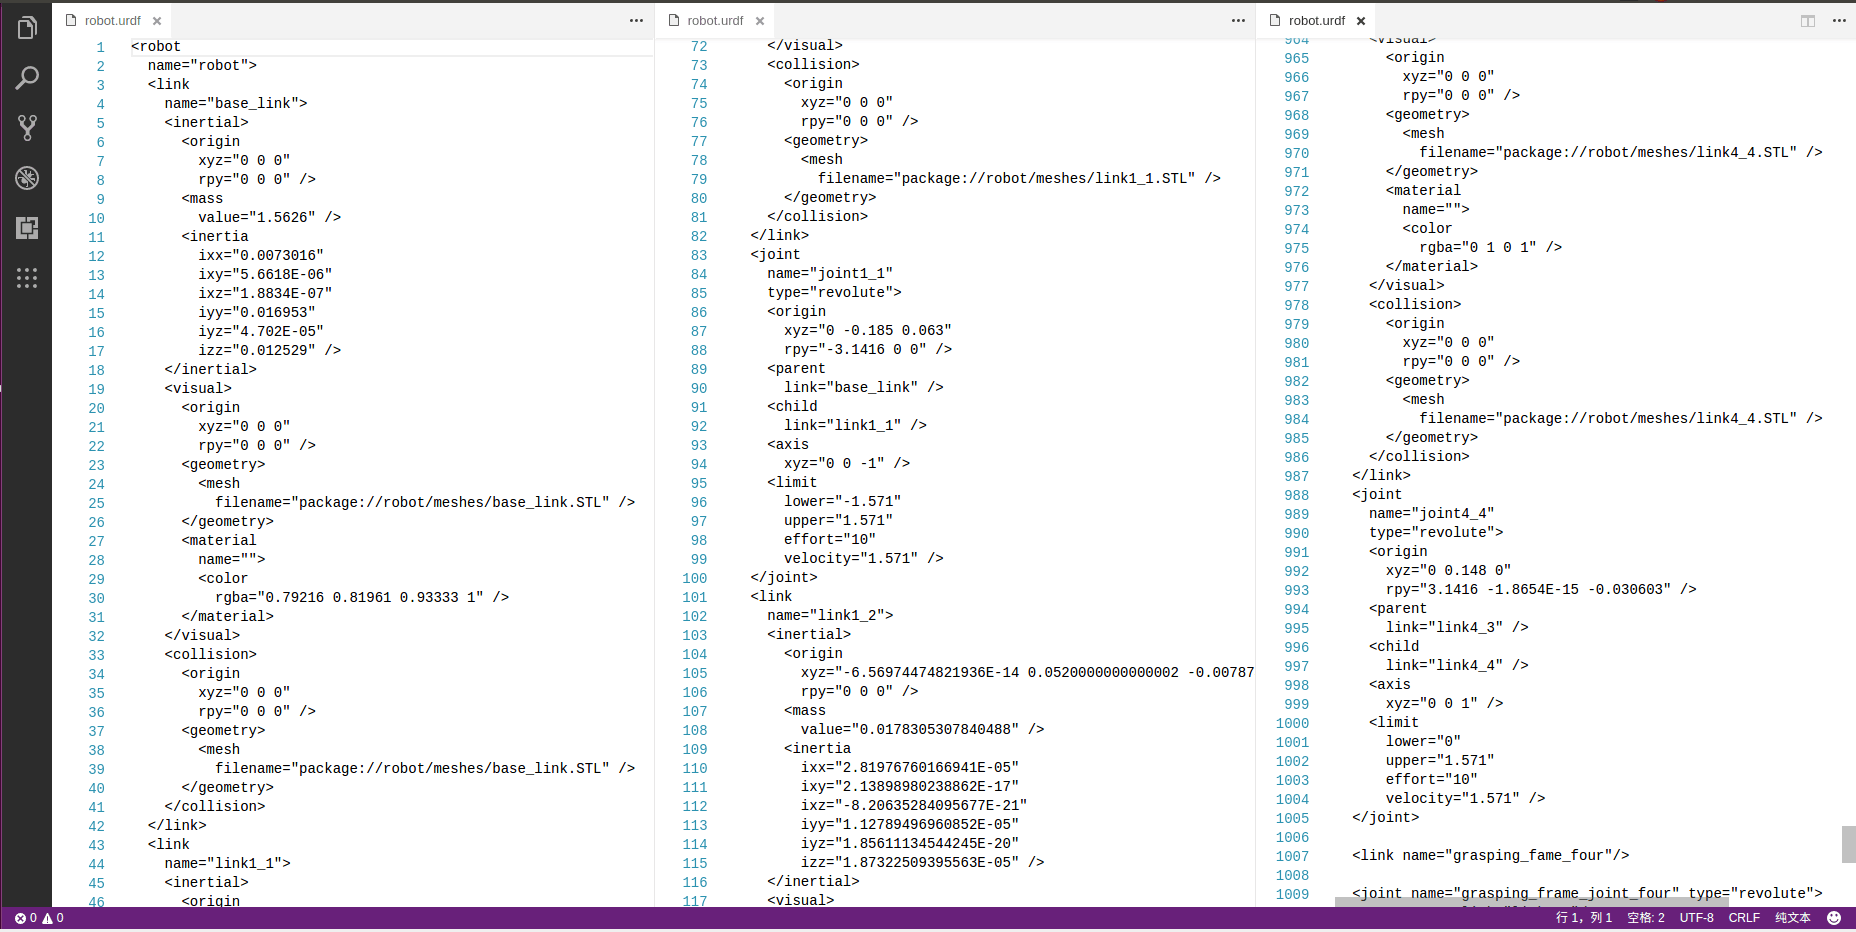 robot.urdf
1 <robot
2 name="robot">
3 <link
4 name="base_link">
5 <inertial>
6 <origin
7 xyz="0 0 0"
8 rpy="0 0 0" />
9 <mass
10 value="1.5626" />
11 <inertia
12 ixx="0.0073016"
13 ixy="5.6618E-06"
14 ixz="1.8834E-07"
15 iyy="0.016953"
16 iyz="4.702E-05"
17 izz="0.012529" />
18 </inertial>
19 <visual>
20 <origin
21 xyz="0 0 0"
22 rpy="0 0 0" />
23 <geometry>
24 <mesh
25 filename="package://robot/meshes/base_link.STL" />
26 </geometry>
27 <material
28 name="">
29 <color
30 rgba="0.79216 0.81961 0.93333 1" />
31 </material>
32 </visual>
33 <collision>
34 <origin
35 xyz="0 0 0"
36 rpy="0 0 0" />
37 <geometry>
38 <mesh
39 filename="package://robot/meshes/base_link.STL" />
40 </geometry>
41 </collision>
42 </link>
43 <link
44 name="link1_1">
45 <inertial>
46 <origin
robot.urdf
72 </visual>
73 <collision>
74 <origin
75 xyz="0 0 0"
76 rpy="0 0 0" />
77 <geometry>
78 <mesh
79 filename="package://robot/meshes/link1_1.STL" />
80 </geometry>
81 </collision>
82 </link>
83 <joint
84 name="joint1_1"
85 type="revolute">
86 <origin
87 xyz="0 -0.185 0.063"
88 rpy="-3.1416 0 0" />
89 <parent
90 link="base_link" />
91 <child
92 link="link1_1" />
93 <axis
94 xyz="0 0 -1" />
95 <limit
96 lower="-1.571"
97 upper="1.571"
98 effort="10"
99 velocity="1.571" />
100 </joint>
101 <link
102 name="link1_2">
103 <inertial>
104 <origin
105 xyz="-6.56974474821936E-14 0.0520000000000002 -0.00787
106 rpy="0 0 0" />
107 <mass
108 value="0.0178305307840488" />
109 <inertia
110 ixx="2.81976760166941E-05"
111 ixy="2.13898980238862E-17"
112 ixz="-8.20635284095677E-21"
113 iyy="1.12789496960852E-05"
114 iyz="1.85611134544245E-20"
115 izz="1.87322509395563E-05" />
116 </inertial>
117 <visual>
robot.urdf
964 <visual>
965 <origin
966 xyz="0 0 0"
967 rpy="0 0 0" />
968 <geometry>
969 <mesh
970 filename="package://robot/meshes/link4_4.STL" />
971 </geometry>
972 <material
973 name="">
974 <color
975 rgba="0 1 0 1" />
976 </material>
977 </visual>
978 <collision>
979 <origin
980 xyz="0 0 0"
981 rpy="0 0 0" />
982 <geometry>
983 <mesh
984 filename="package://robot/meshes/link4_4.STL" />
985 </geometry>
986 </collision>
987 </link>
988 <joint
989 name="joint4_4"
990 type="revolute">
991 <origin
992 xyz="0 0.148 0"
993 rpy="3.1416 -1.8654E-15 -0.030603" />
994 <parent
995 link="link4_3" />
996 <child
997 link="link4_4" />
998 <axis
999 xyz="0 0 1" />
1000 <limit
1001 lower="0"
1002 upper="1.571"
1003 effort="10"
1004 velocity="1.571" />
1005 </joint>
1006
1007 <link name="grasping_fame_four"/>
1008
1009 <joint name="grasping_frame_joint_four" type="revolute">
0 0 行 1，列 1 空格: 2 UTF-8 CRLF 纯文本